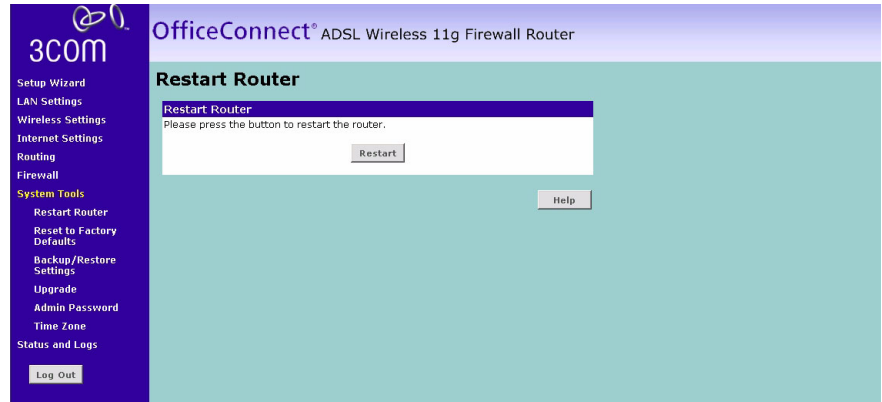 3COM
OfficeConnect® ADSL Wireless 11g Firewall Router
Setup Wizard
LAN Settings
Wireless Settings
Internet Settings
Routing
Firewall
System Tools
Restart Router
Reset to Factory
Defaults
Backup/Restore
Settings
Upgrade
Admin Password
Time Zone
Status and Logs
Log Out
Restart Router
Restart Router
Please press the button to restart the router.
Restart
Help